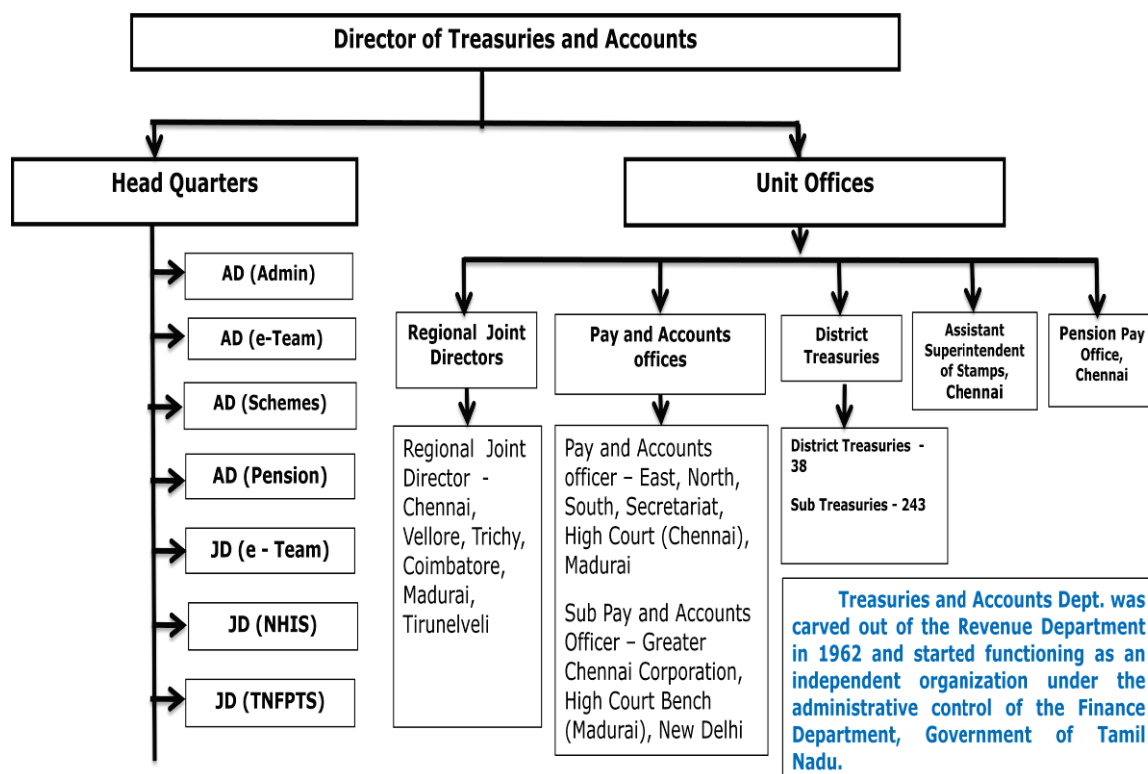 Director of Treasuries and Accounts
Head Quarters
Unit Offices
AD (Admin)
AD (e-Team)
AD (Schemes)
AD (Pension)
JD (e - Team)
JD (NHIS)
JD (TNFPTS)
Regional Joint
Directors
Pay and Accounts
offices
District
Treasuries
Assistant
Superintendent
of Stamps,
Chennai
Pension Pay
Office,
Chennai
Regional Joint
Director -
Chennai,
Vellore, Trichy,
Coimbatore,
Madurai,
Tirunelveli
Pay and Accounts
officer – East, North,
South, Secretariat,
High Court (Chennai),
Madurai
Sub Pay and Accounts
Officer – Greater
Chennai Corporation,
High Court Bench
(Madurai), New Delhi
District Treasuries -
38
Sub Treasuries - 243
Treasuries and Accounts Dept. was
carved out of the Revenue Department
in 1962 and started functioning as an
independent organization under the
administrative control of the Finance
Department, Government of Tamil
Nadu.